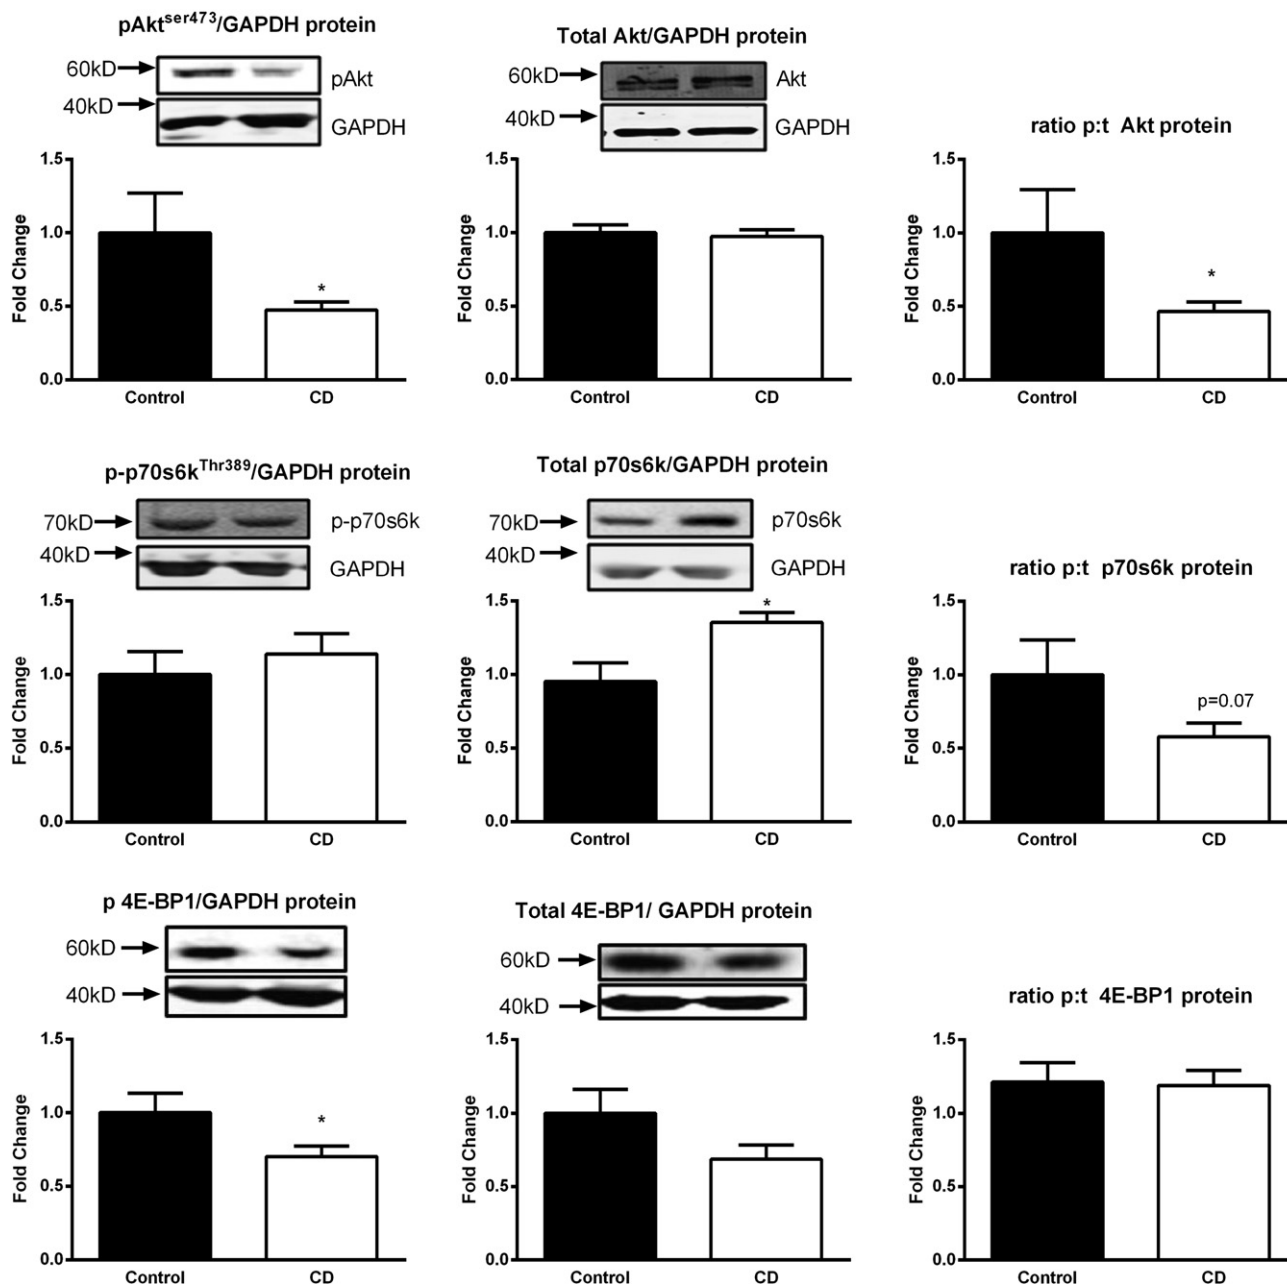 pAktser473/GAPDH protein
60kD
pAkt
40kD
GAPDH
1.5
1.0
0.5
0.0
Fold Change
*
Control CD
Total Akt/GAPDH protein
60kD
Akt
40kD
GAPDH
1.5
1.0
0.5
0.0
Fold Change
Control CD
ratio p:t Akt protein
1.5
1.0
0.5
0.0
Fold Change
*
Control CD
p-p70s6kThr389/GAPDH protein
70kD
p-p70s6k
40kD
GAPDH
1.5
1.0
0.5
0.0
Fold Change
Control CD
Total p70s6k/GAPDH protein
70kD
p70s6k
40kD
GAPDH
*
1.5
1.0
0.5
0.0
Fold Change
Control CD
ratio p:t p70s6k protein
1.5
1.0
0.5
0.0
Fold Change
p=0.07
Control CD
p 4E-BP1/GAPDH protein
60kD
40kD
1.5
1.0
0.5
0.0
Fold Change
*
Control CD
Total 4E-BP1/ GAPDH protein
60kD
40kD
1.5
1.0
0.5
0.0
Fold Change
Control CD
ratio p:t 4E-BP1 protein
1.5
1.0
0.5
0.0
Fold Change
Control CD